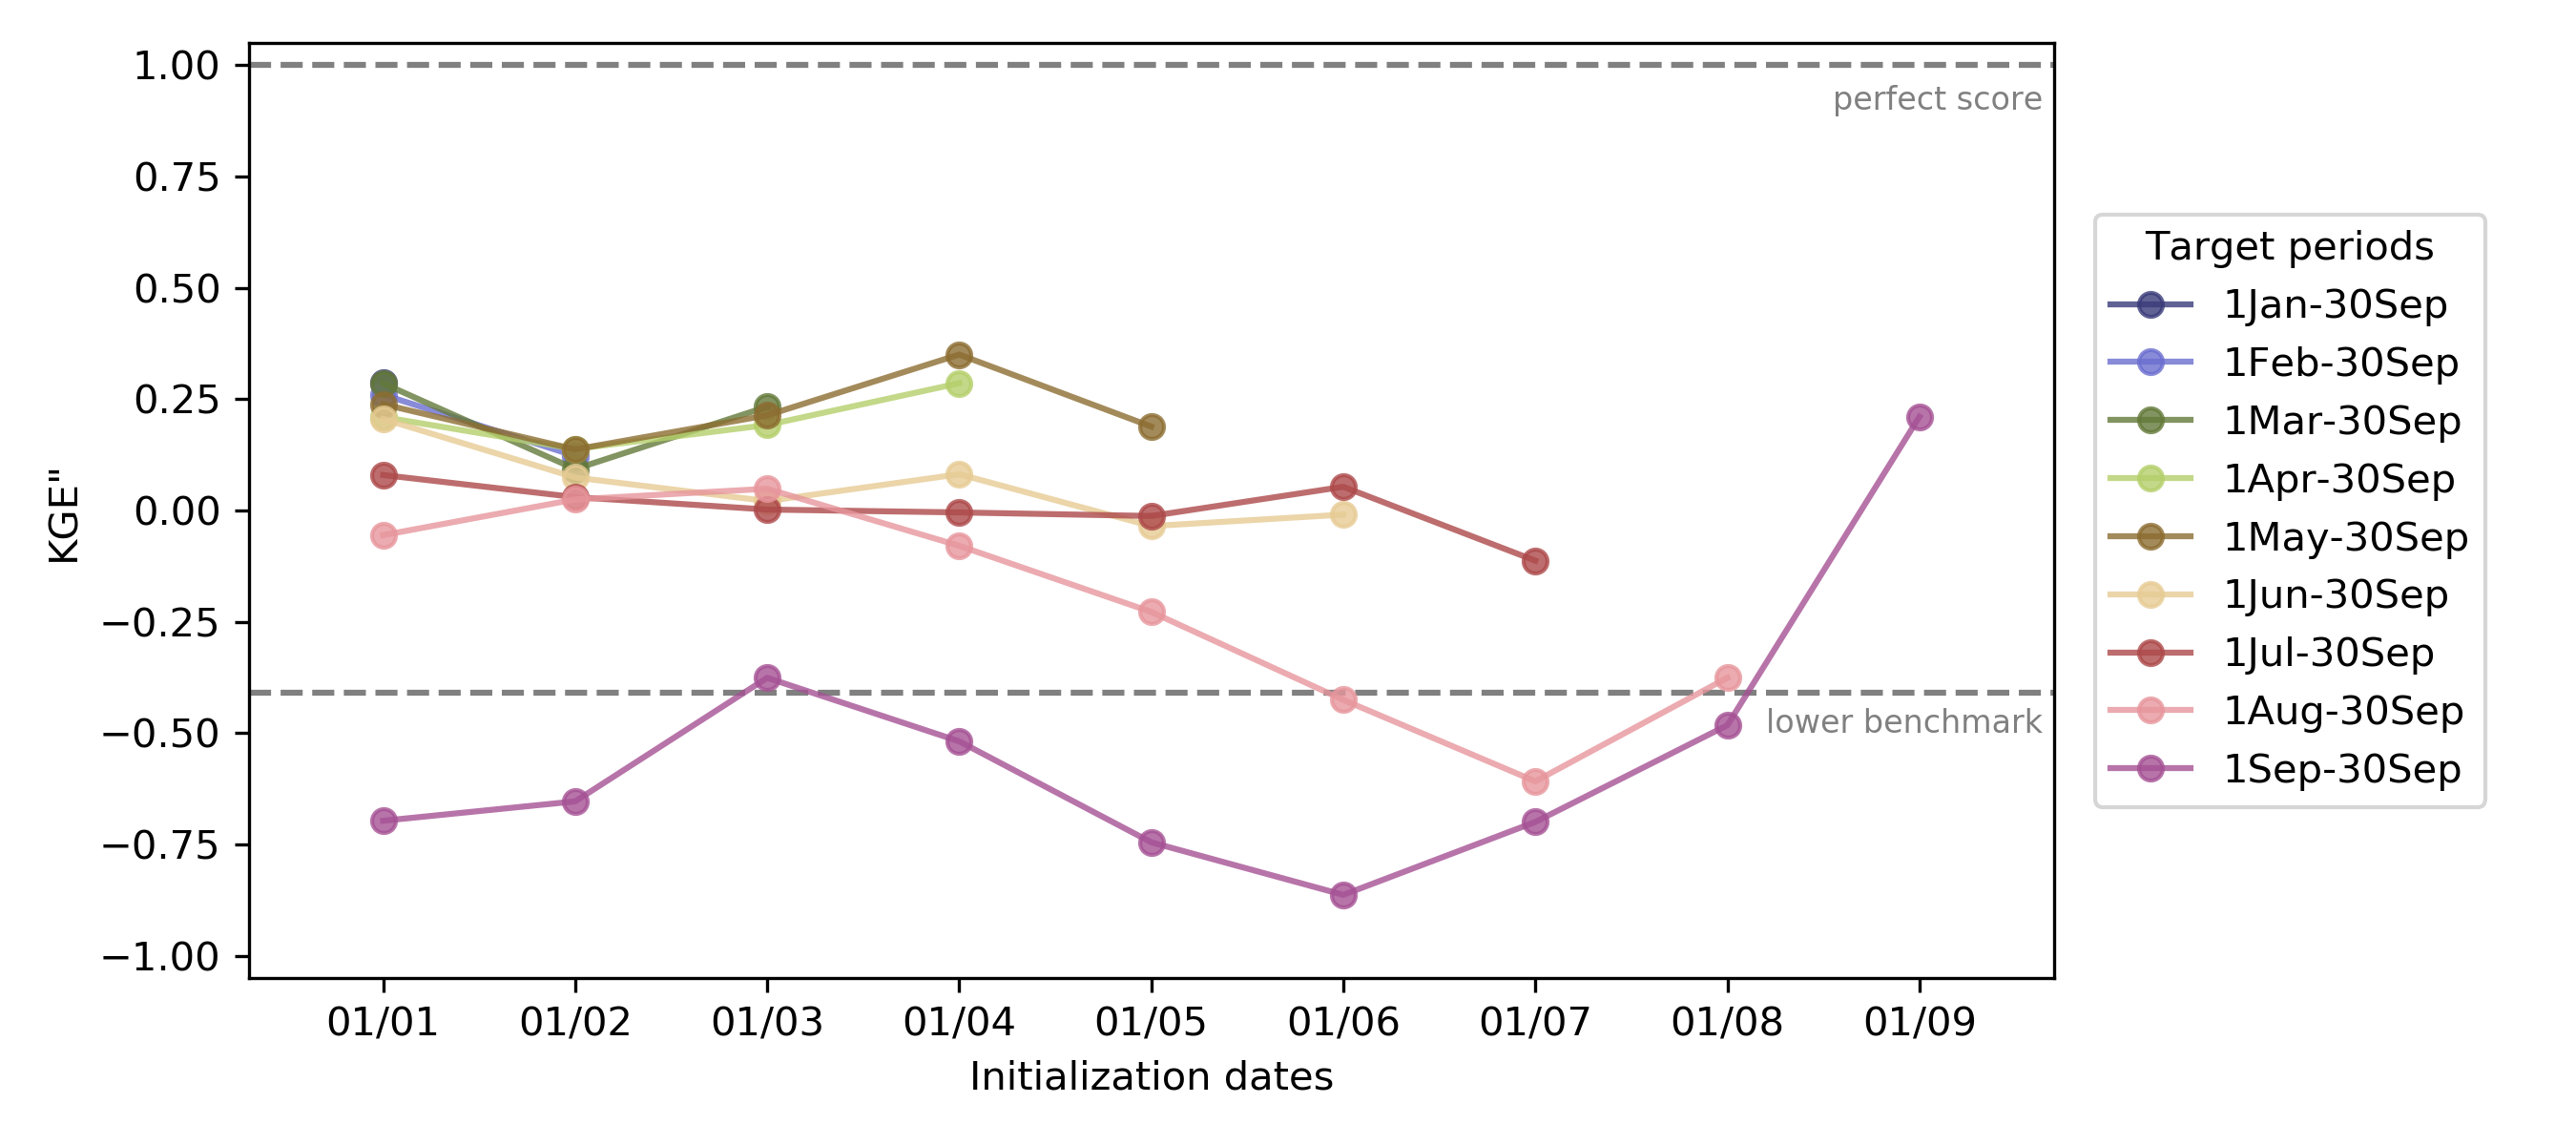 1.00
0.75
0.50
0.25
0.00
−0.25
−0.50
−0.75
−1.00
KGE"
perfect score
lower benchmark
01/01 01/02 01/03 01/04 01/05 01/06 01/07 01/08 01/09
Initialization dates
Target periods
1Jan-30Sep
1Feb-30Sep
1Mar-30Sep
1Apr-30Sep
1May-30Sep
1Jun-30Sep
1Jul-30Sep
1Aug-30Sep
1Sep-30Sep